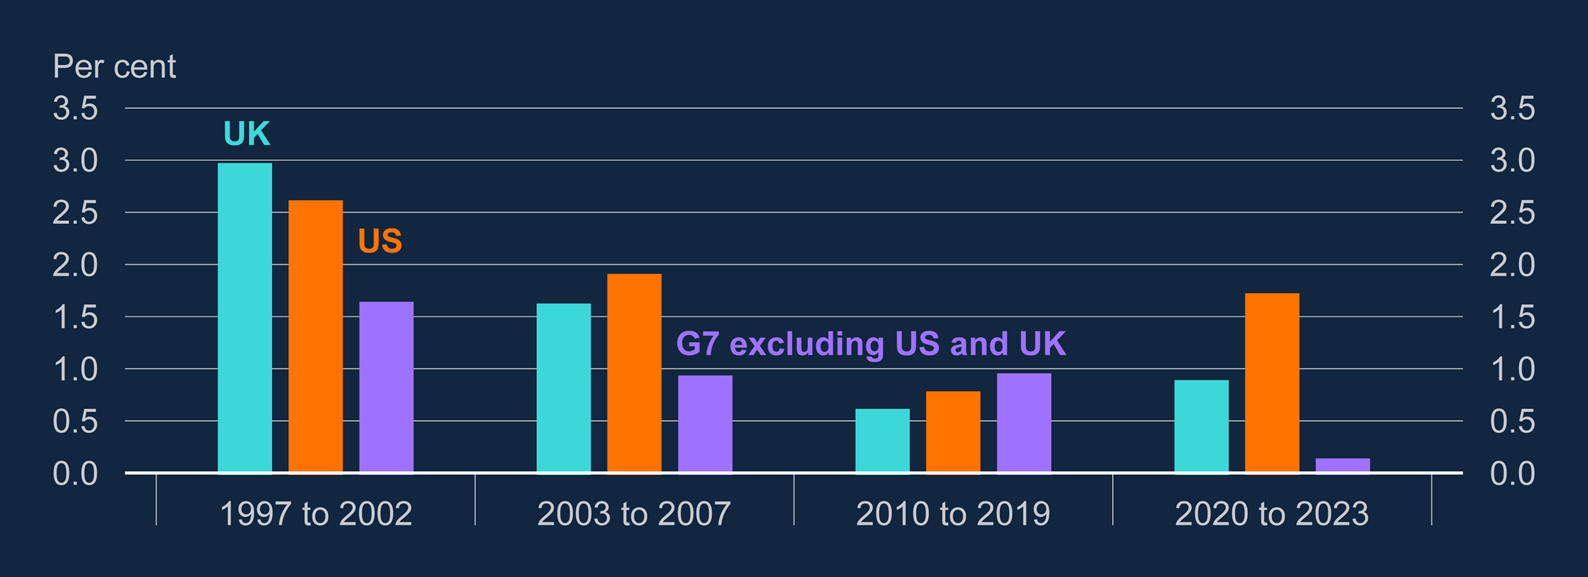 Per cent
3.5 3.5
UK
3.0 3.0
2.5 2.5
US
2.0 2.0
1.5 1.5
G7 excluding US and UK
1.0 1.0
0.5 0.5
0.0 0.0
1997 to 2002 2003 to 2007 2010 to 2019 2020 to 2023